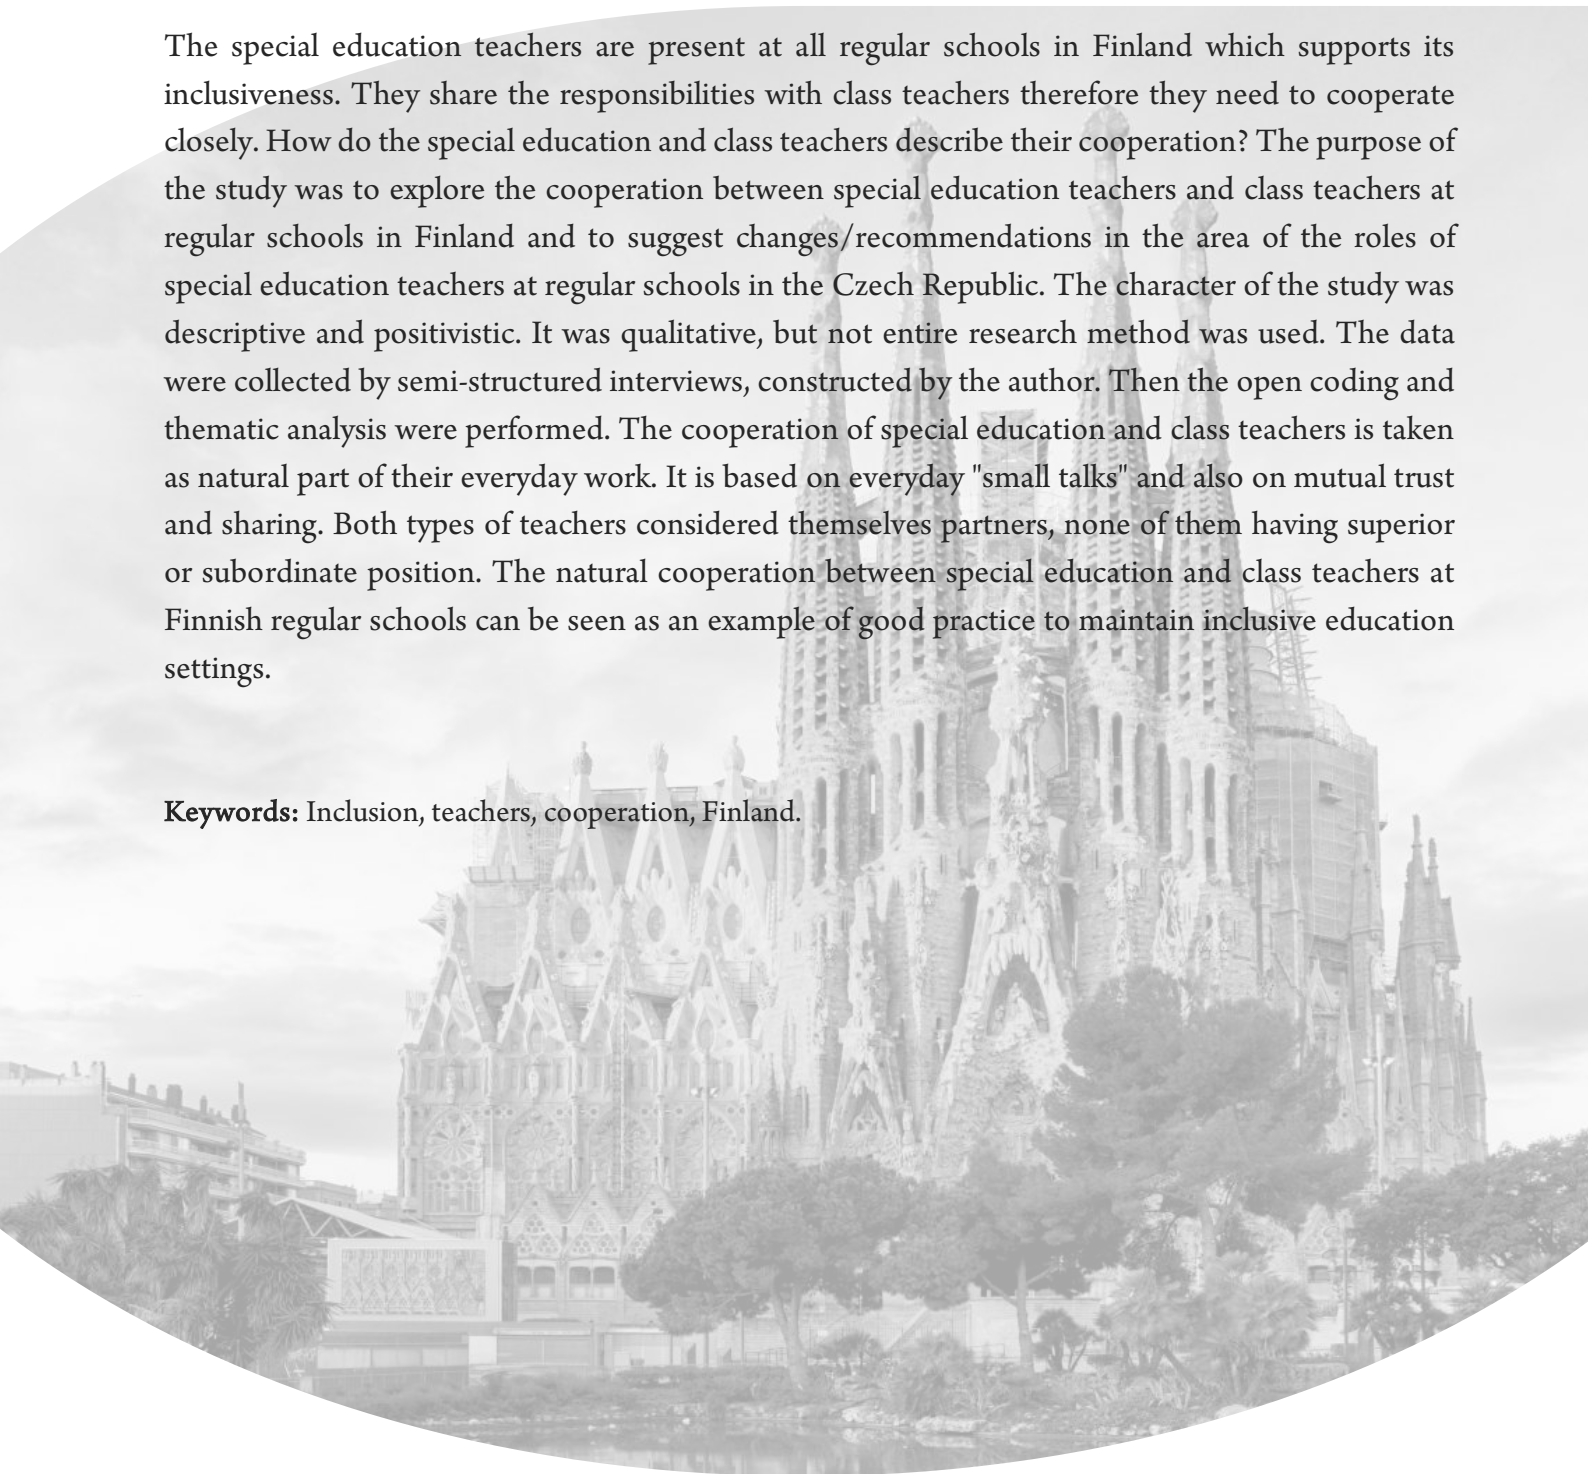 The special education teachers are present at all regular schools in Finland which supports its
inclusiveness. They share the responsibilities with class teachers therefore they need to cooperate
closely. How do the special education and class teachers describe their cooperation? The purpose of
the study was to explore the cooperation between special education teachers and class teachers at
regular schools in Finland and to suggest changes/recommendations in the area of the roles of
special education teachers at regular schools in the Czech Republic. The character of the study was
descriptive and positivistic. It was qualitative, but not entire research method was used. The data
were collected by semi-structured interviews, constructed by the author. Then the open coding and
thematic analysis were performed. The cooperation of special education and class teachers is taken
as natural part of their everyday work. It is based on everyday "small talks" and also on mutual trust
and sharing. Both types of teachers considered themselves partners, none of them having superior
or subordinate position. The natural cooperation between special education and class teachers at
Finnish regular schools can be seen as an example of good practice to maintain inclusive education
settings.
Keywords: Inclusion, teachers, cooperation, Finland.